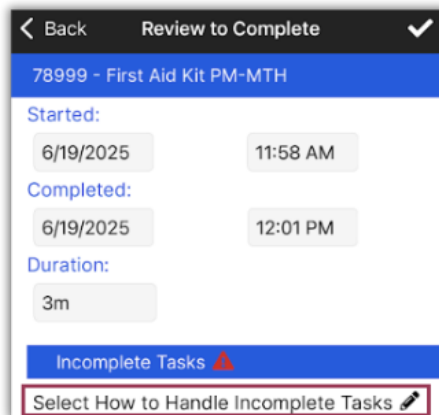 Back Review to Complete
78999 - First Aid Kit PM-MTH
Started:
6/19/2025 11:58 AM
Completed:
6/19/2025 12:01 PM
Duration:
3m
Incomplete Tasks
Select How to Handle Incomplete Tasks